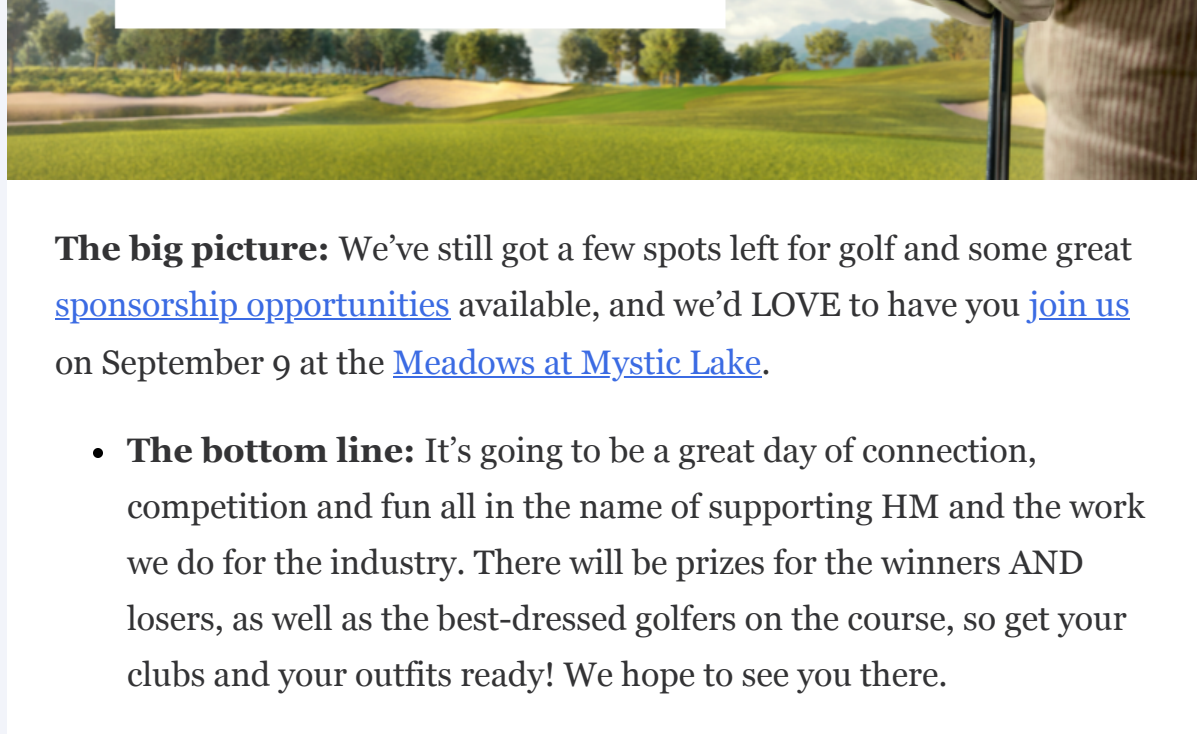 The big picture: We’ve still got a few spots left for golf and some great
sponsorship opportunities available, and we’d LOVE to have you join us
on September 9 at the Meadows at Mystic Lake.
• The bottom line: It’s going to be a great day of connection,
competition and fun all in the name of supporting HM and the work
we do for the industry. There will be prizes for the winners AND
losers, as well as the best-dressed golfers on the course, so get your
clubs and your outfits ready! We hope to see you there.